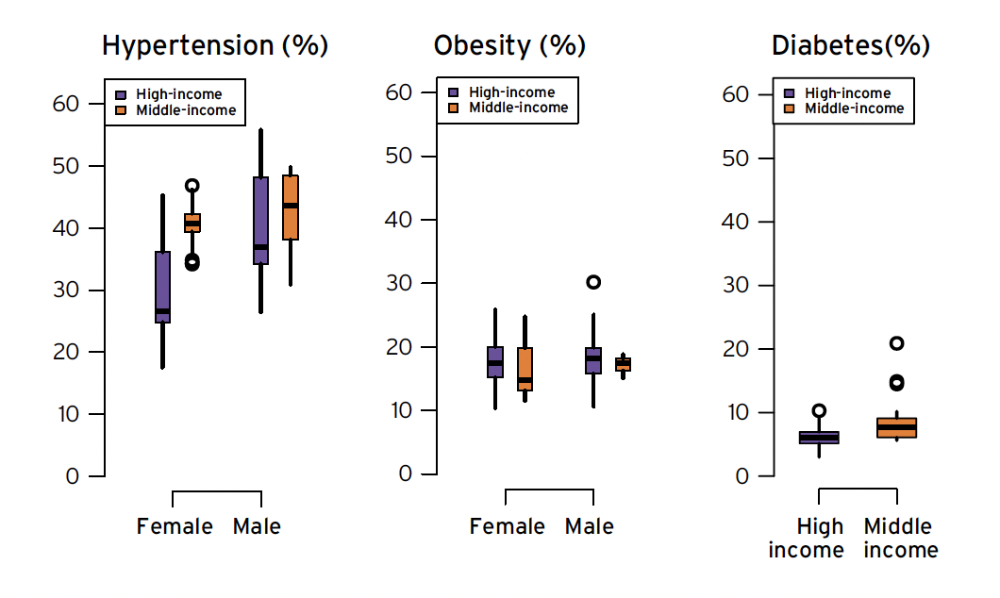 Hypertension (%)
High-income
Middle-income
60
50
40
30
20
10
0
Female Male
Obesity (%)
High-income
Middle-income
60
50
40
30
20
10
0
Female Male
Diabetes(%)
High-income
Middle-income
60
50
40
30
20
10
0
High Middle
income income